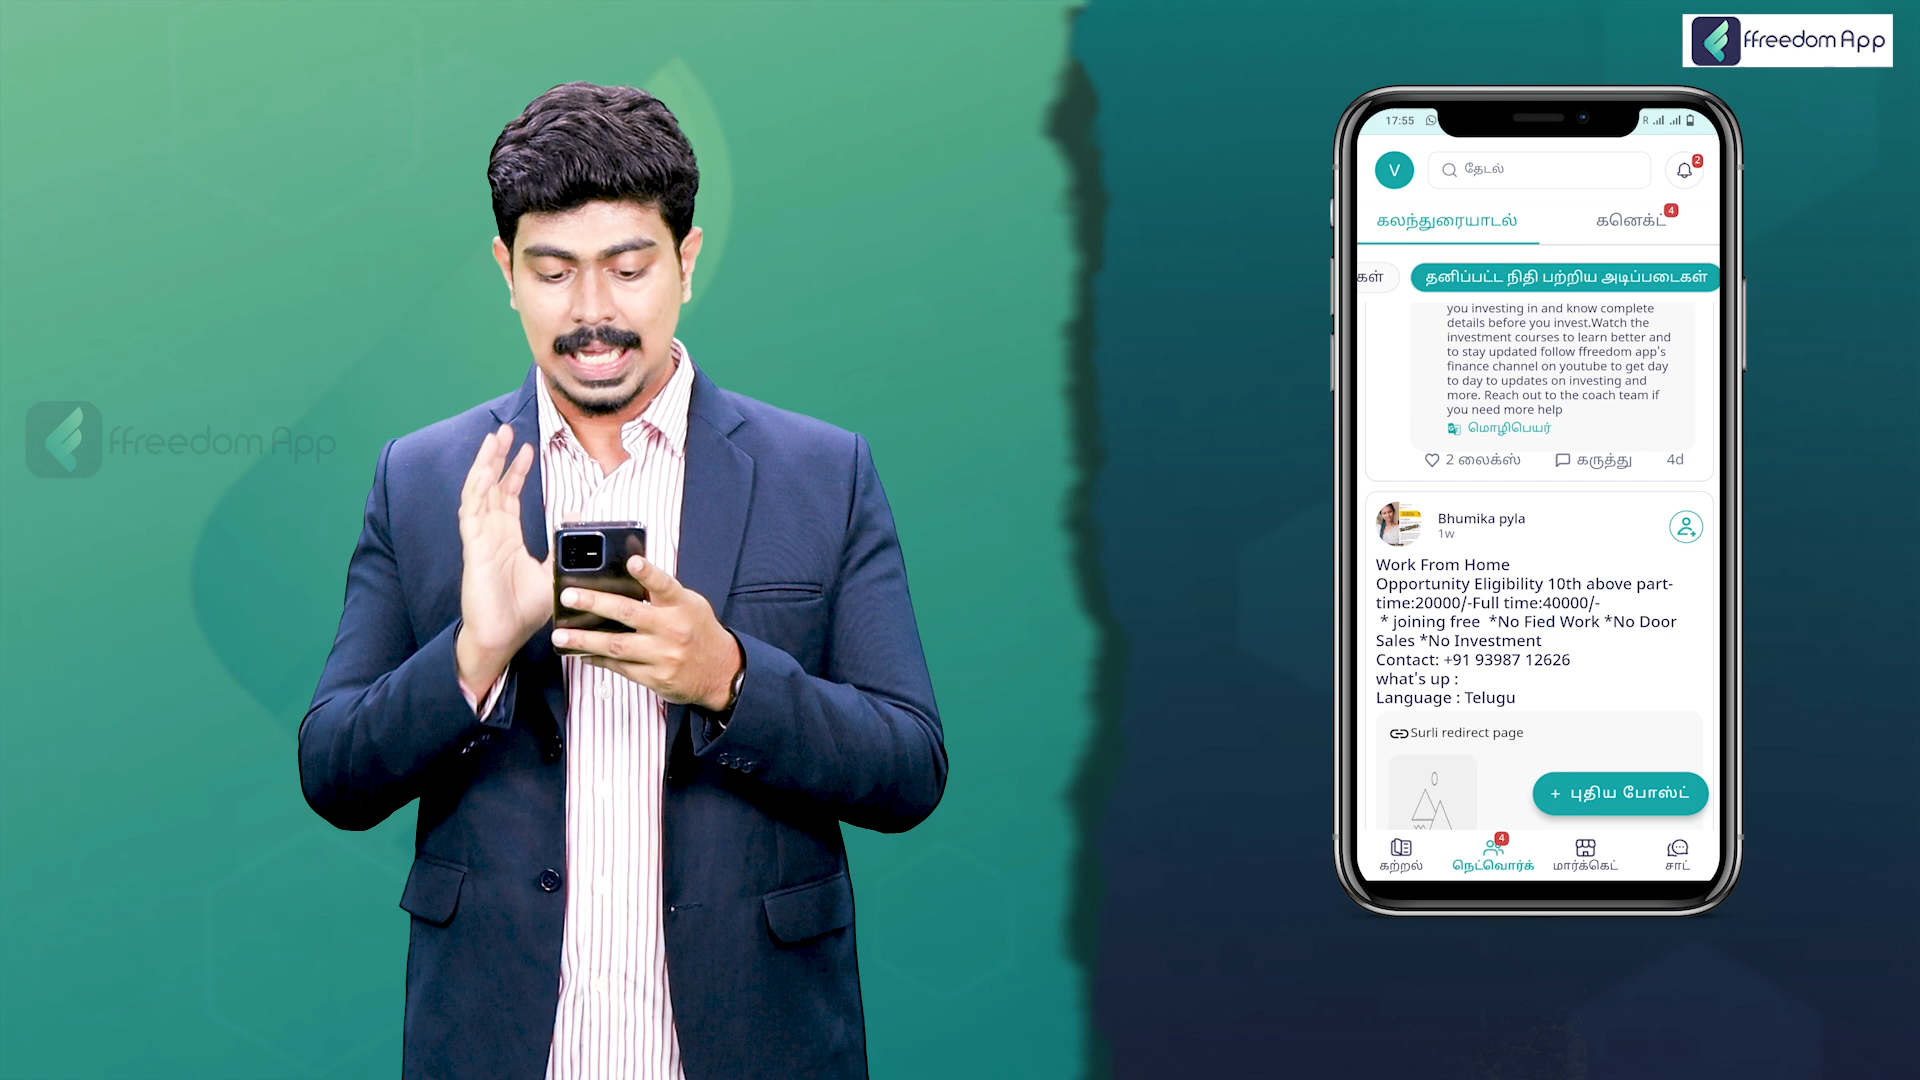 ffreedom App
ffreedom App
17:55
R
V
தேடல்
2
கலந்துரையாடல்
கனெக்ட்
4
கள்
தனிப்பட்ட நிதி பற்றிய அடிப்படைகள்
you investing in and know complete
details before you invest.Watch the
investment courses to learn better and
to stay updated follow ffreedom app's
finance channel on youtube to get day
to day to updates on investing and
more. Reach out to the coach team if
you need more help
மொழிபெயர்
2 லைக்ஸ்
கருத்து
4d
Bhumika pyla
1w
Work From Home
Opportunity Eligibility 10th above part-
time:20000/-Full time:40000/-
* joining free *No Fied Work *No Door
Sales *No Investment
Contact: +91 93987 12626
what's up :
Language : Telugu
Surli redirect page
+ புதிய போஸ்ட்
கற்றல்
4
நெட்வொர்க்
மார்க்கெட்
சாட்